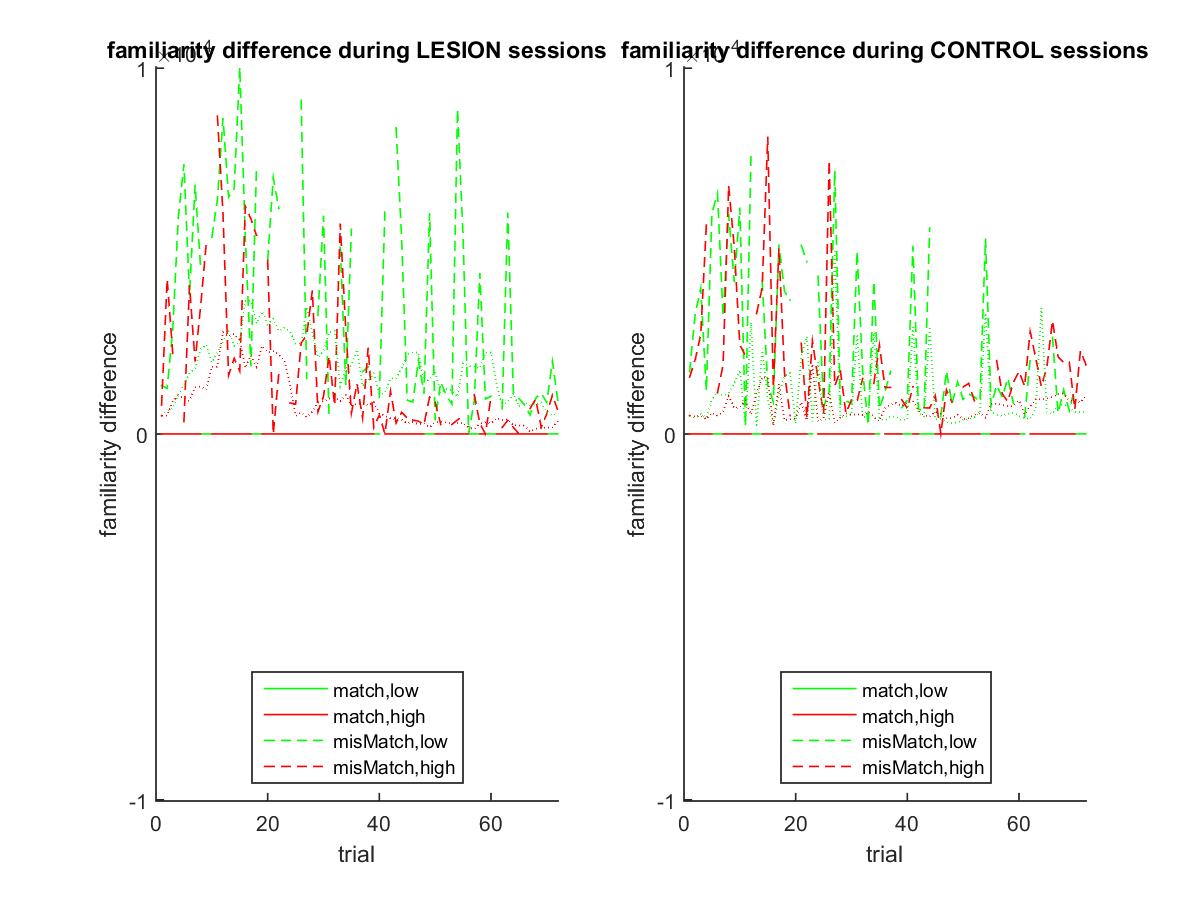 familiarity difference during LESION sessions
familiarity difference
1
0
-1
0 20 40 60
trial
match,low
match,high
misMatch,low
misMatch,high
familiarity difference during CONTROL sessions
familiarity difference
1
0
-1
0 20 40 60
trial
match,low
match,high
misMatch,low
misMatch,high